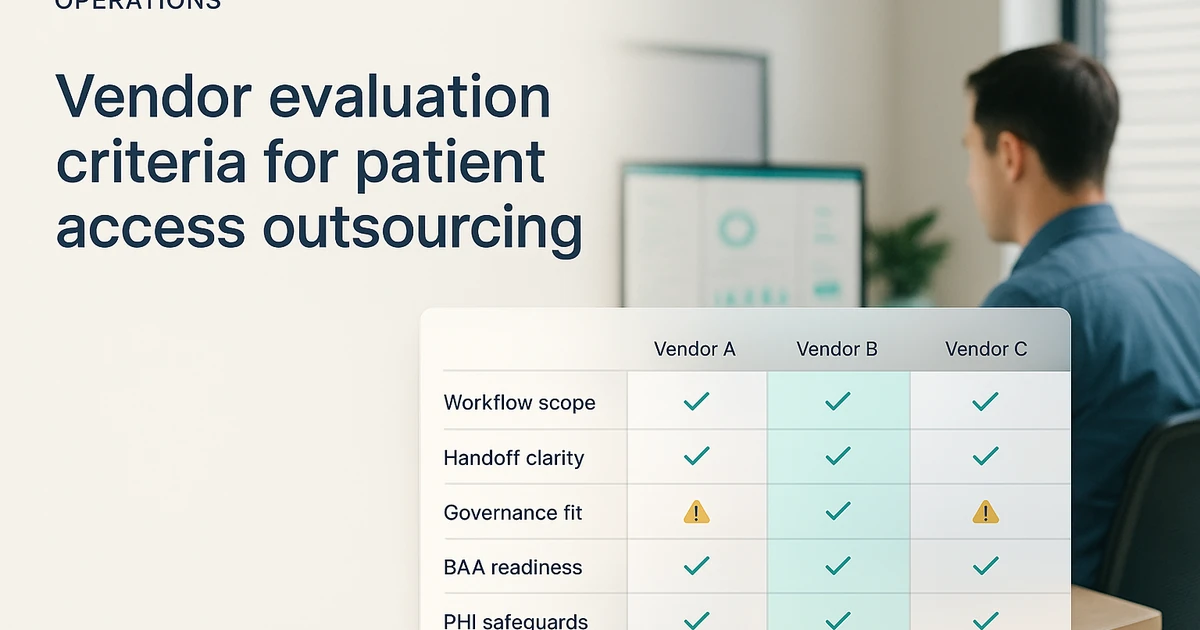 OPERATIONS
Vendor evaluation
criteria for patient
access outsourcing
Vendor A Vendor B Vendor C
Workflow scope
Handoff clarity
Governance fit
BAA readiness
PHI safeguards